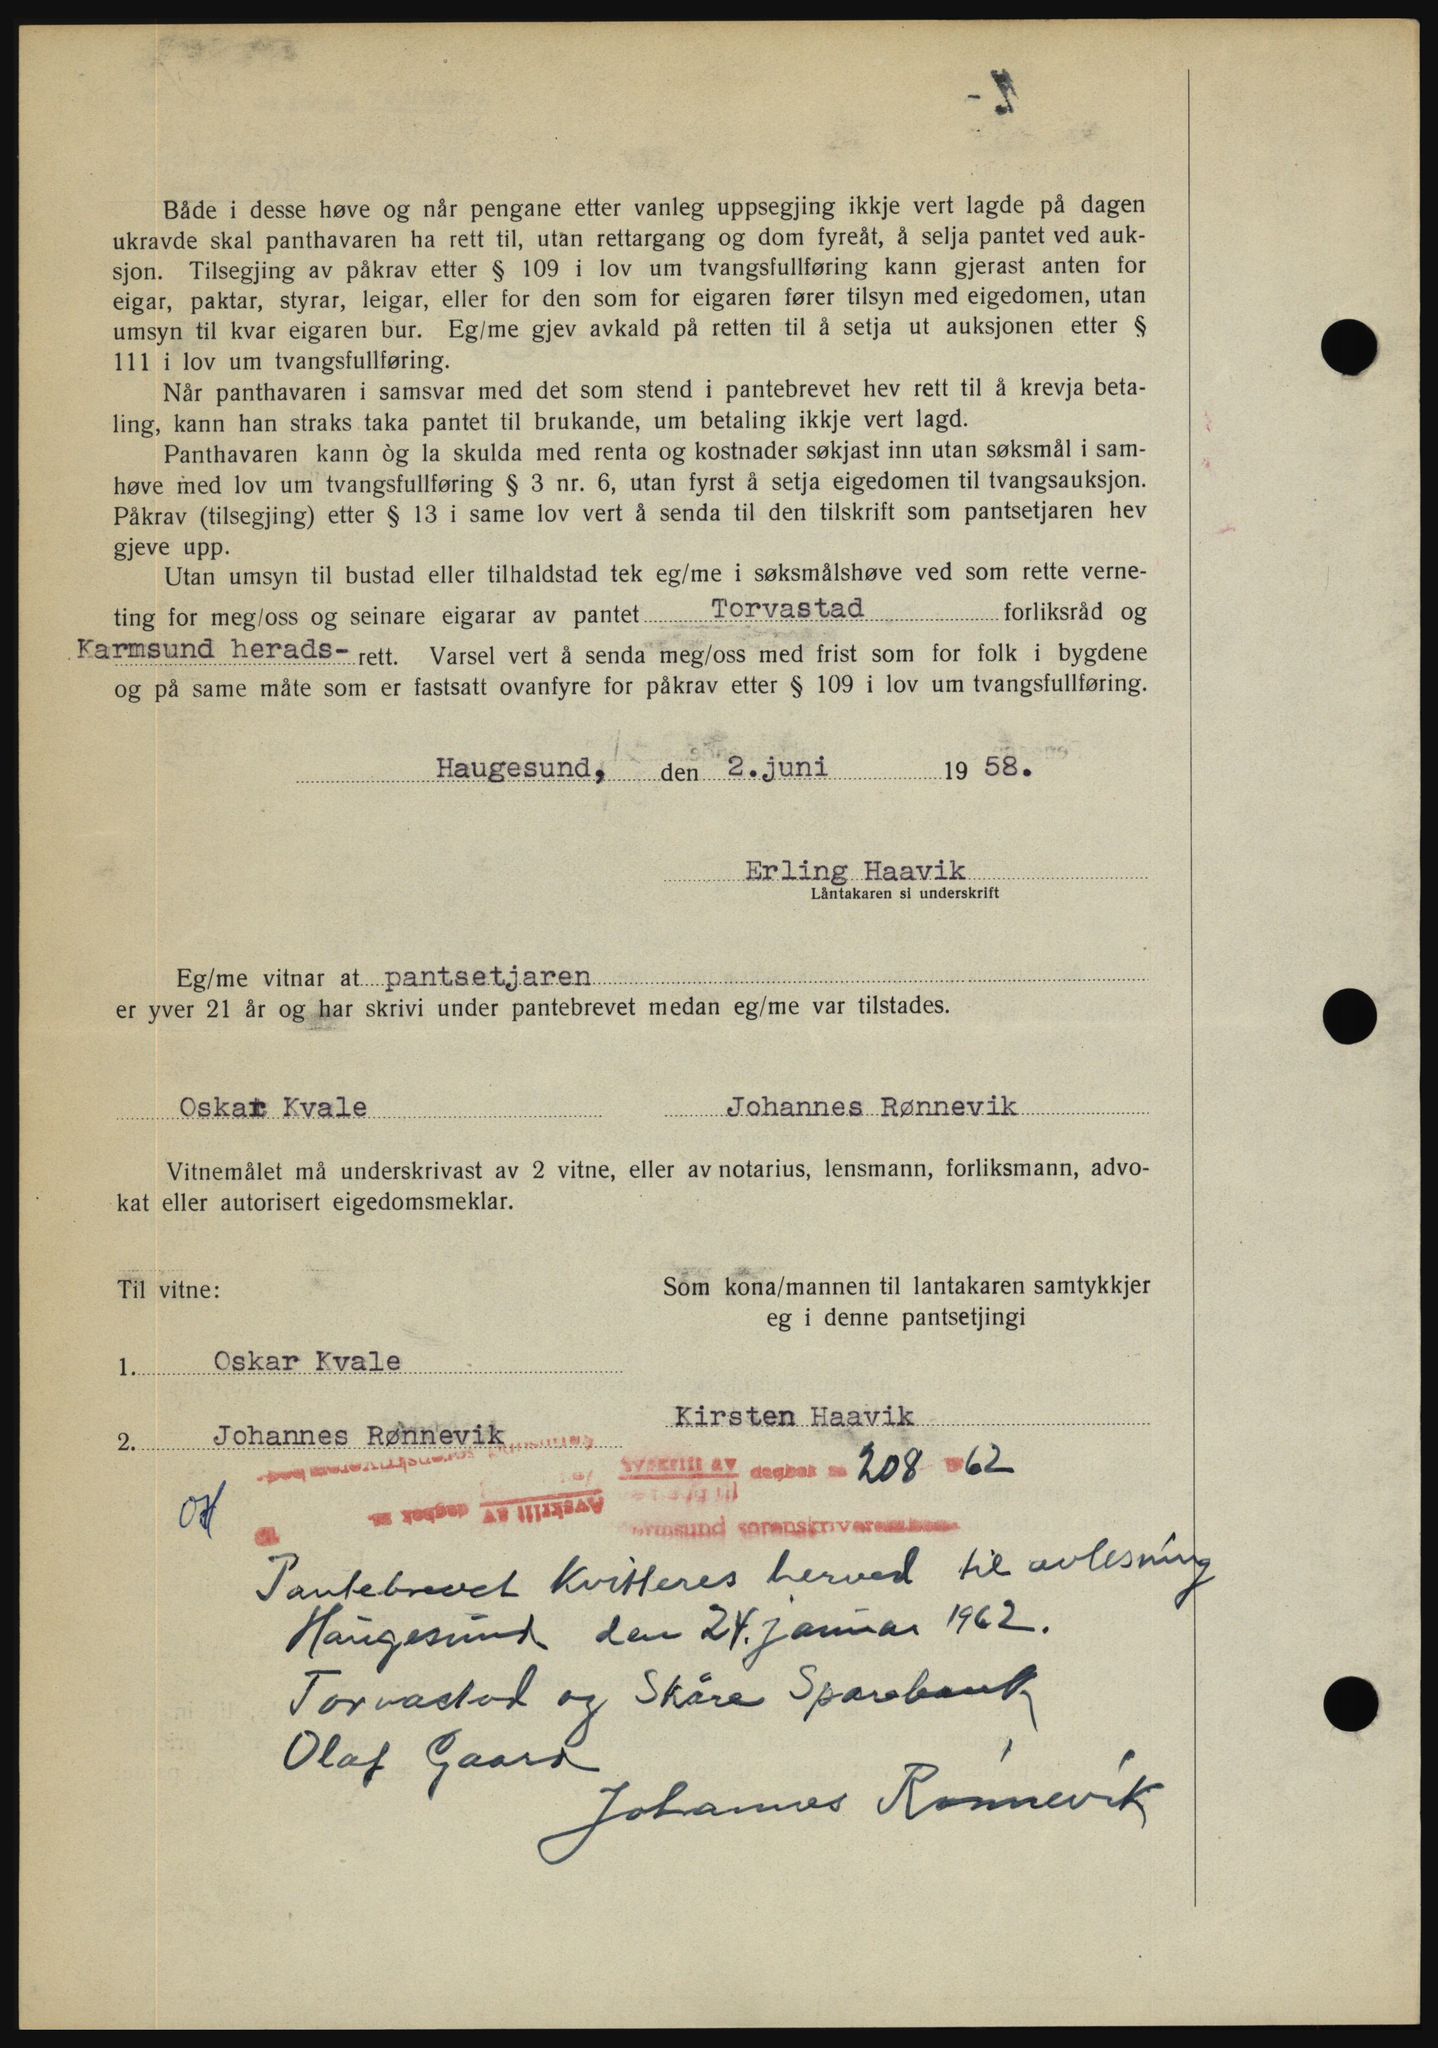 Både i desse høve og når pengane etter vanleg uppsegjing ikkje vert lagde på dagen
ukravde skal panthavaren ha rett til, utan rettargang og dom fyreåt, å selja pantet ved auk-
sjon. Tilsegjing av påkrav etter § 109 i lov um tvangsfullføring kann gjerast anten for
eigar, paktar, styrar, leigar, eller for den som for eigaren fører tilsyn med eigedomen, utan
umsyn til kvar eigaren bur. Eg/me gjev avkald på retten til å setja ut auksjonen etter §
111 i lov um tvangsfullføring.
Når panthavaren i samsvar med det som stend i pantebrevet hev rett til å krevja beta-
ling, kann han straks taka pantet til brukande, um betaling ikkje vert lagd.
Panthavaren kann òg la skulda med renta og kostnader søkjast inn utan søksmål i sam-
høve med lov um tvangsfullføring § 3 nr. 6, utan fyrst å setja eigedomen til tvangsauksjon.
Påkrav (tilsegjing) etter § 13 i same lov vert å senda til den tilskrift som pantsetjaren hev
gjeve upp.
Utan umsyn til bustad eller tilhaldstad tek eg/me i søksmålshøve ved som rette verne-
ting for meg/oss og seinare eigarar av pantet Torvastad forliksråd og
Karmsund herads- rett. Varsel vert å senda meg/oss med frist som for folk i bygdene
og på same måte som er fastsatt ovanfyre for påkrav etter § 109 i lov um tvangsfullføring.
Haugesund, den 2. juni 1958.
Erling Haavik
Låntakaren si underskrift
Eg/me vitnar at pantsetjaren
er yver 21 år og har skrivi under pantebrevet medan eg/me var tilstades.
Oskar Kvale Johannes Rønnevik
Vitnemålet må underskrivast av 2 vitne, eller av notarius, lensmann, forliksmann, advo-
kat eller autorisert eigedomsmeklar.
Til vitne: Som kona/mannen til lantakaren samtykkjer
eg i denne pantsetjingi
1. Oskar Kvale
Kirsten Haavik
2. Johannes Rønnevik
Avskrift av dagbok nr. 208 1962
Avskrift av dagbok nr. 19
sorenskriverembete
Pantebrevet kvitteres herved til avlesning
Haugesund den 24. januar 1962.
Torvastad og Skåre Sparebank
Olaf Gaard
Johannes Rønnevik